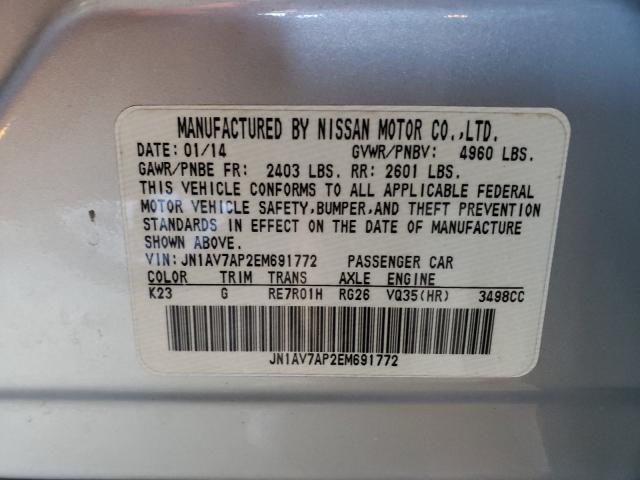 MANUFACTURED BY NISSAN MOTOR CO.,LTD.
DATE: 01/14 GVWR/PNBV: 4960 LBS.
GAWR/PNBE FR: 2403 LBS. RR: 2601 LBS.
THIS VEHICLE CONFORMS TO ALL APPLICABLE FEDERAL
MOTOR VEHICLE SAFETY,BUMPER,AND THEFT PREVENTION
STANDARDS IN EFFECT ON THE DATE OF MANUFACTURE
SHOWN ABOVE.
VIN:JN1AV7AP2EM691772 PASSENGER CAR
COLOR TRIM TRANS AXLE ENGINE
K23 G RE7R01H RG26 VQ35(HR) 3498CC
JN1AV7AP2EM691772